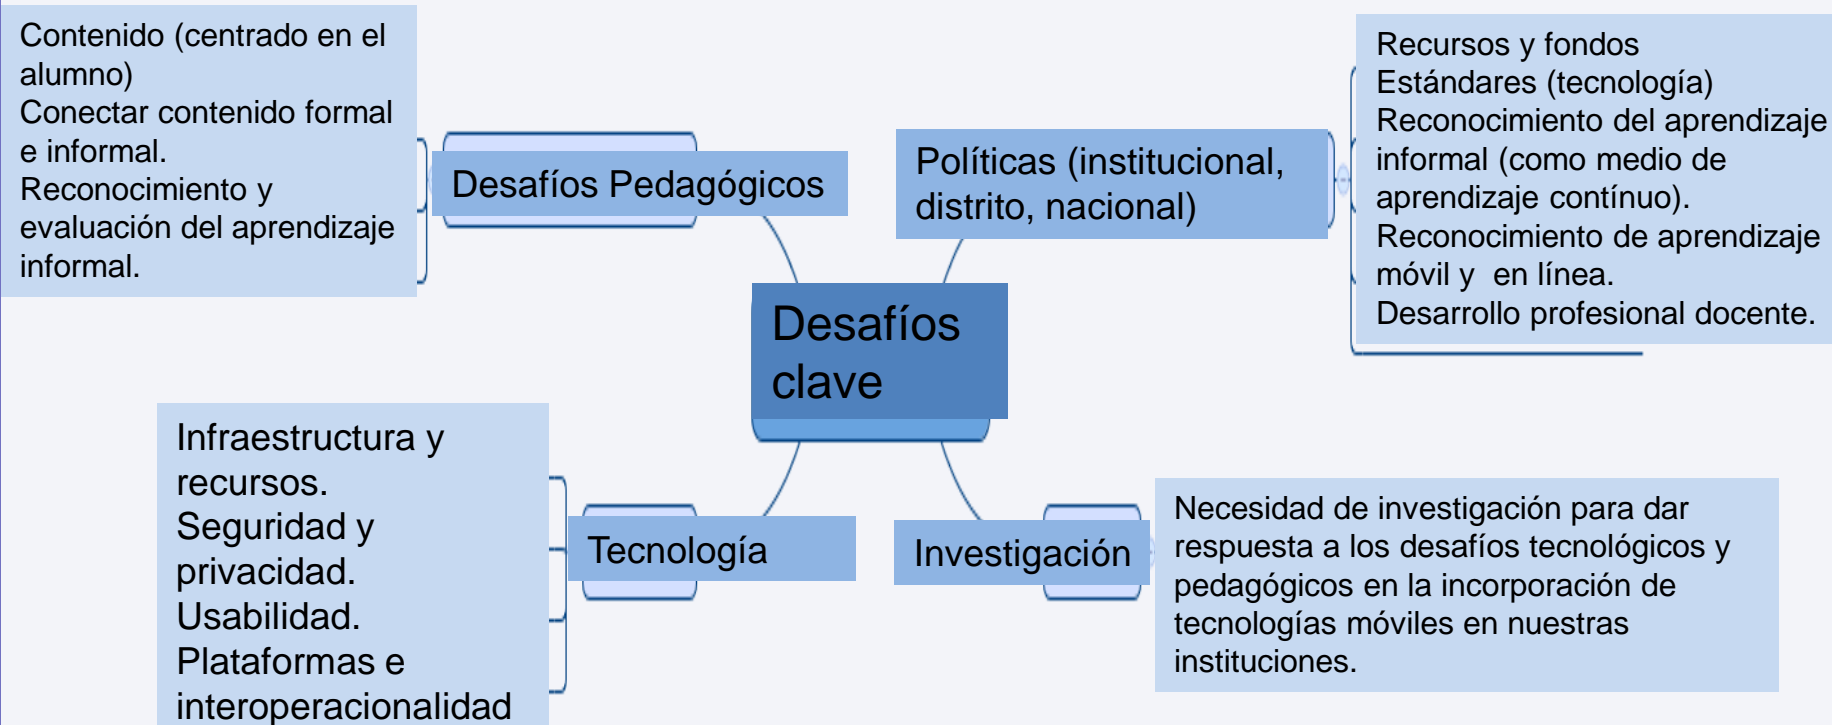 Contenido (centrado en el
alumno)
Conectar contenido formal
e informal.
Reconocimiento y
evaluación del aprendizaje
informal.
Desafíos Pedagógicos
Políticas (institucional,
distrito, nacional)
Recursos y fondos
Estándares (tecnología)
Reconocimiento del aprendizaje
informal (como medio de
aprendizaje contínuo).
Reconocimiento de aprendizaje
móvil y  en línea.
Desarrollo profesional docente.
Desafíos
clave
Infraestructura y
recursos.
Seguridad y
privacidad.
Usabilidad.
Plataformas e
interoperacionalidad
Tecnología
Investigación
Necesidad de investigación para dar
respuesta a los desafíos tecnológicos y
pedagógicos en la incorporación de
tecnologías móviles en nuestras
instituciones.